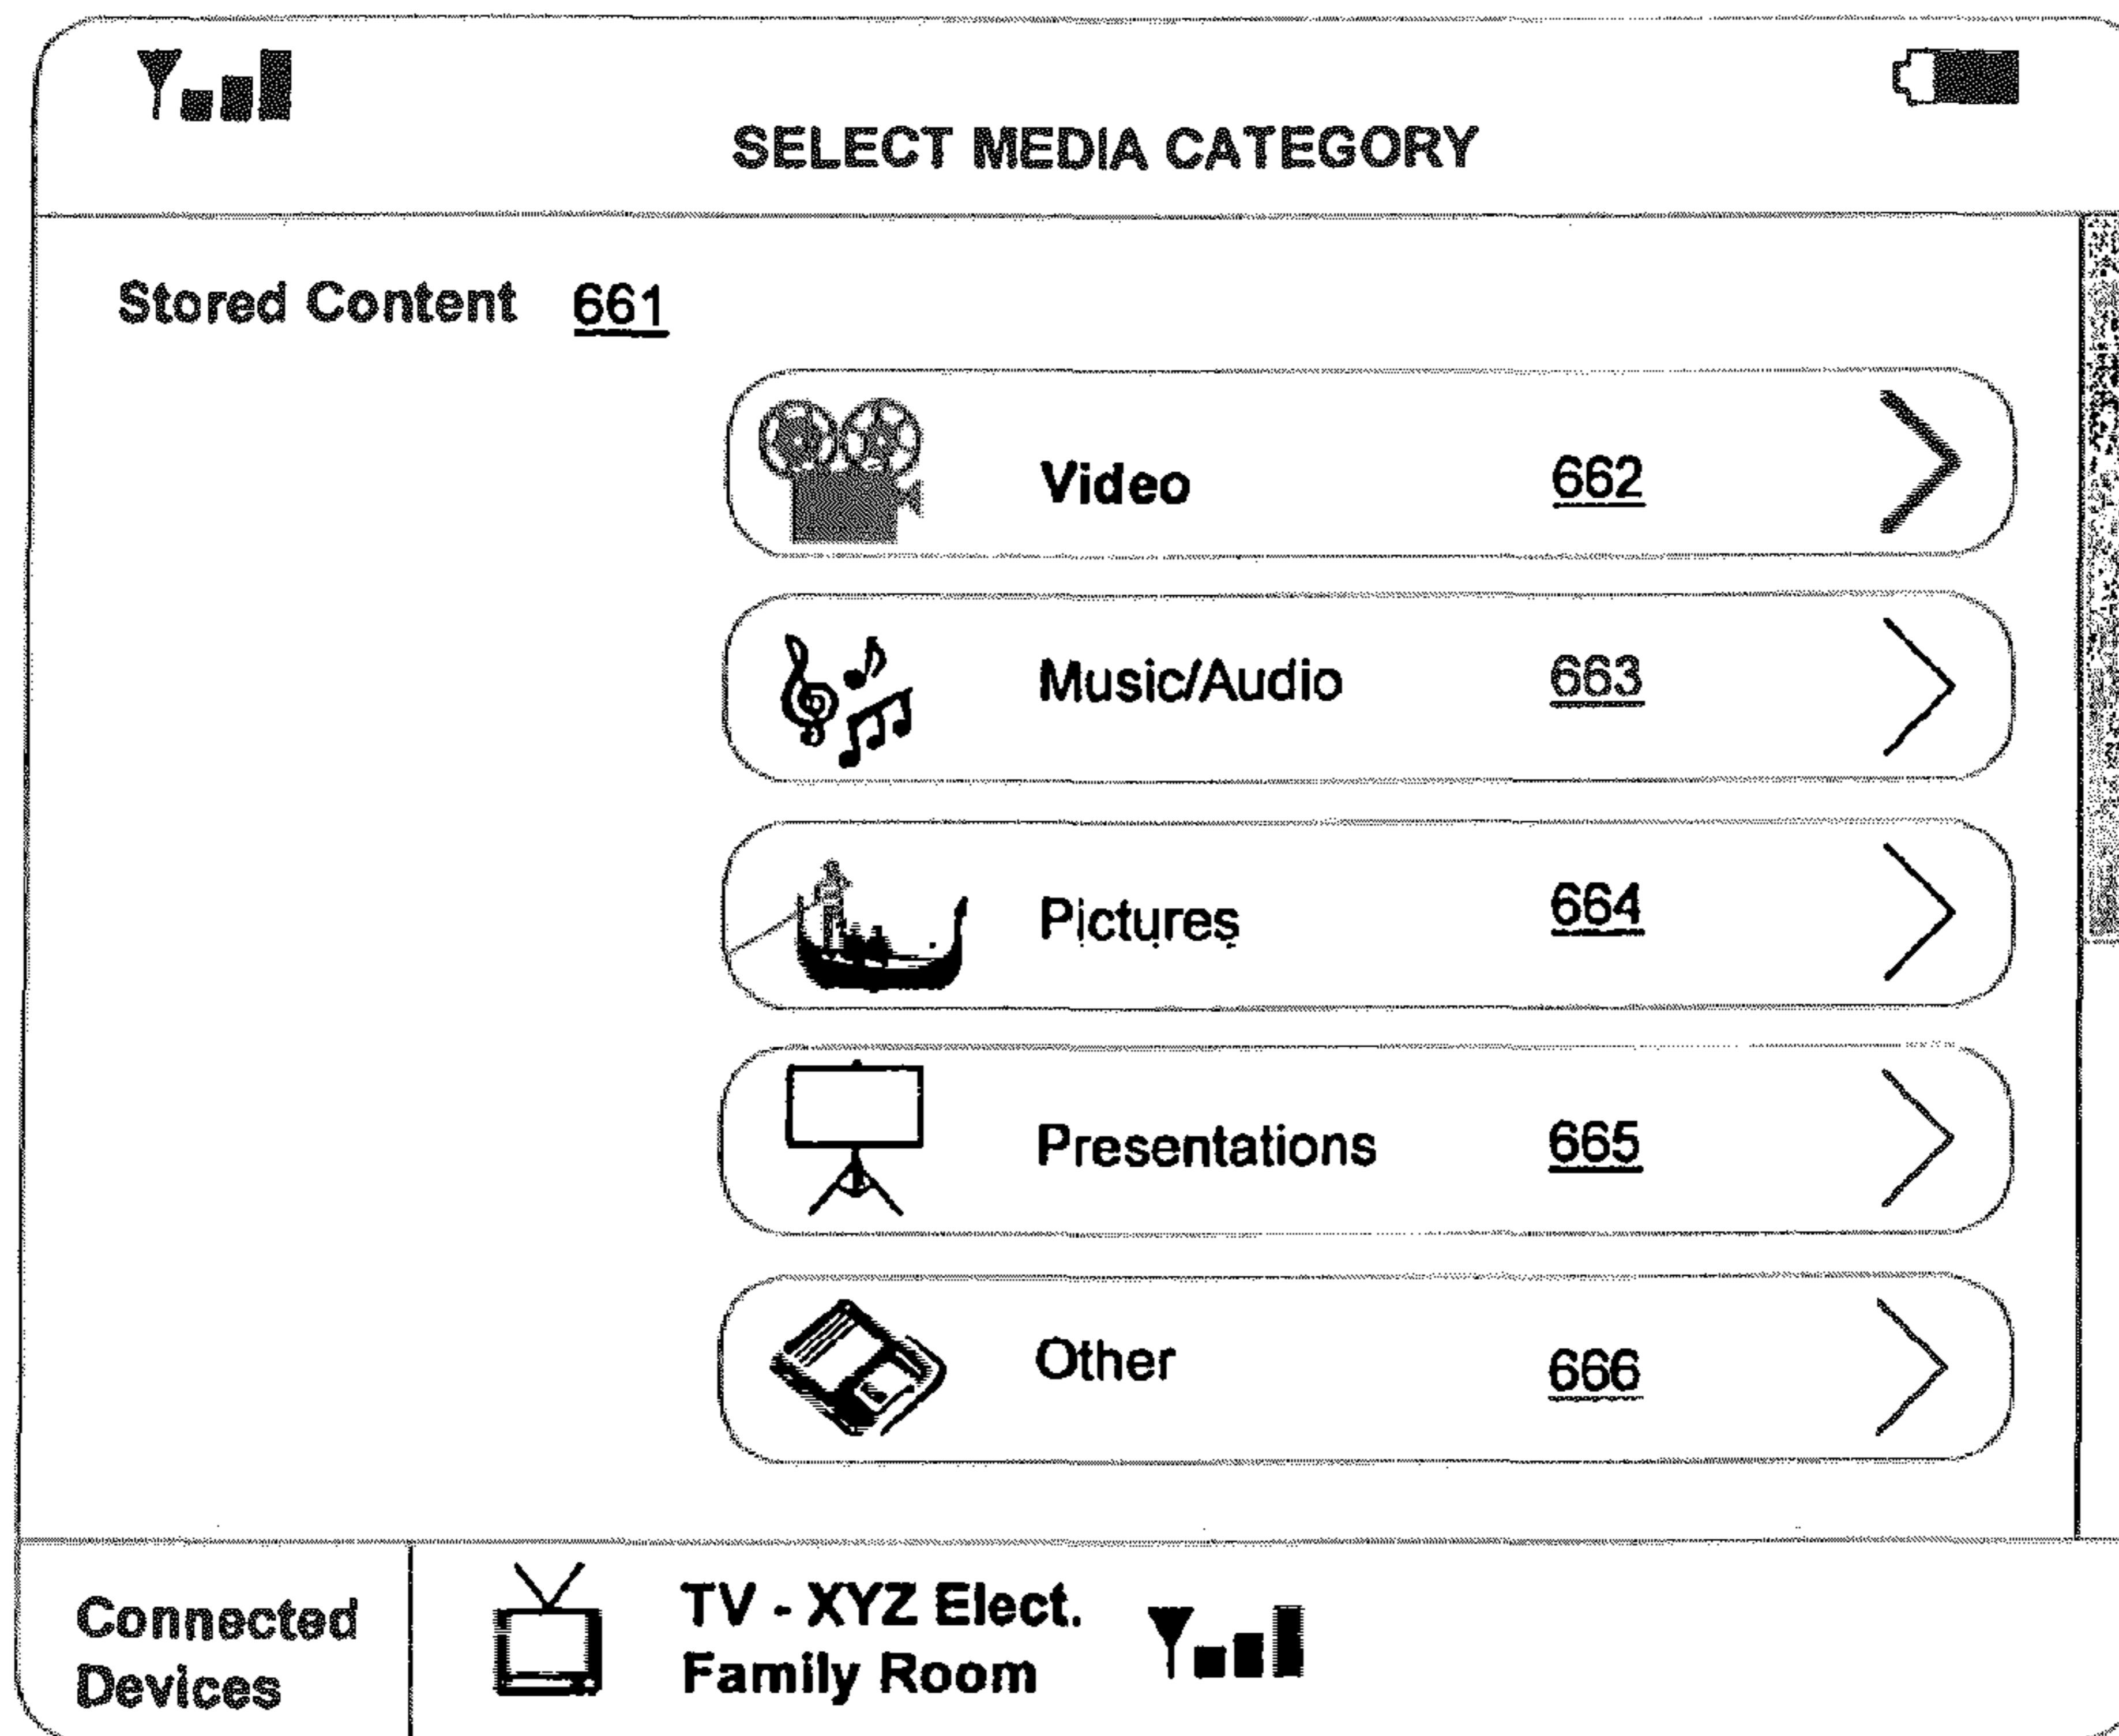 SELECT MEDIA CATEGORY
Stored Content 661
Video 662
Music/Audio 663
Pictures 664
Presentations 665
Other 666
Connected
Devices
TV - XYZ Elect.
Family Room